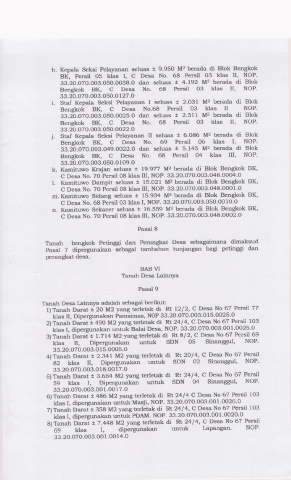 h. Kepala Seksi Pelayanan seluas ± 9.950 M² berada di Blok Bengkok
BK, Persil 05 klas I, C Desa No. 68 Persil 03 klas II, NOP.
33.20.070.003.050.0038.0 dan seluas ± 4.192 M² berada di Blok
Bengkok BK, C Desa No. 68 Persil 03 klas II, NOP.
33.20.070.003.050.0127.0
i. Staf Kepala Seksi Pelayanan I seluas ± 2.031 M² berada di Blok
Bengkok BK, C Desa No.68 Persil 03 klas II NOP.
33.20.070.003.050.0025.0 dan seluas ± 2.311 M² berada di Blok
Bengkok BK, C Desa No. 68 Persil 03 klas II, NOP.
33.20.070.003.050.0022.0
j. Staf Kepala Seksi Pelayanan II seluas ± 6.086 M² berada di Blok
Bengkok BK, C Desa No. 69 Persil 06 klas I, NOP.
33.20.070.003.049.0022.0 dan seluas ± 5.145 M² berada di Blok
Bengkok BK, C Desa No. 68 Persil 04 klas III, NOP.
33.20.070.003.050.0109.0
k. Kamituwo Krajan seluas ± 19.977 M² berada di Blok Bengkok DK,
C Desa No. 70 Persil 08 klas III, NOP. 33.20.070.003.048.0004.0
l. Kamituwo Dampit seluas ± 15.021 M² berada di Blok Bengkok DK,
C Desa No. 70 Persil 08 klas III, NOP. 33.20.070.003.048.0001.0
m. Kamituwo Sidang seluas ± 15.934 M² berada di Blok Bengkok BK,
C Desa No. 68 Persil 03 klas I, NOP. 33.20.070.003.050.0010.0
n. Kamituwo Sekacer seluas ± 16.559 M² berada di Blok Bengkok DK,
C Desa No. 70 Persil 08 klas III, NOP. 33.20.070.003.048.0002.0
Pasal 8
Tanah bengkok Petinggi dan Perangkat Desa sebagaimana dimaksud
Pasal 7 dipergunakan sebagai tambahan tunjangan bagi petinggi dan
perangkat desa.
BAB VI
Tanah Desa Lainnya
Pasal 9
Tanah Desa Lainnya adalah sebagai berikut:
1) Tanah Darat ± 20 M2 yang terletak di Rt 12/2, C Desa No 67 Persil 77
klas II, Dipergunakan Pamsimas, NOP 33.20.070.003.015.0025.0
2) Tanah Darat ± 490 M2 yang terletak di Rt 24/4, C Desa No 67 Persil 103
klas I, dipergunakan untuk Balai Desa, NOP, 33.20.070.003.001.0025.0
3) Tanah Darat ± 1.714 M2 yang terletak di Rt 8/2, C Desa No 67 Persil 69
klas II, Dipergunakan untuk SDN 05 Sinanggul, NOP.
33.20.070.003.015.0005.0
4) Tanah Darat ± 2.341 M2 yang terletak di Rt 20/4, C Desa No 67 Persil
82 klas II, Dipergunakan untuk SDN 02 Sinanggul, NOP.
33.20.070.003.018.0017.0
5) Tanah Darat ± 3.664 M2 yang terletak di Rt 24/4, C Desa No 67 Persil
59 klas I, Dipergunakan untuk SDN 04 Sinanggul, NOP.
33.20.070.003.001.0017.0
6) Tanah Darat ± 486 M2 yang terletak di Rt 24/4 C Desa No 67 Persil 103
klas I, dipergunakan untuk Masji, NOP. 33.20.070.003.001.0026.0
7) Tanah Darat ± 358 M2 yang terletak di Rt 24/4, C Desa No 67 Persil 103
klas I, dipergunakan untuk PDAM. NOP. 33.20.070.003.001.0020.0
8) Tanah Darat ± 7.448 M2 yang terletak di Rt 24/4, C Desa No 67 Persil
69 klas I, dipergunakan untuk Lapangan. NOP.
33.20.070.003.001.0014.0